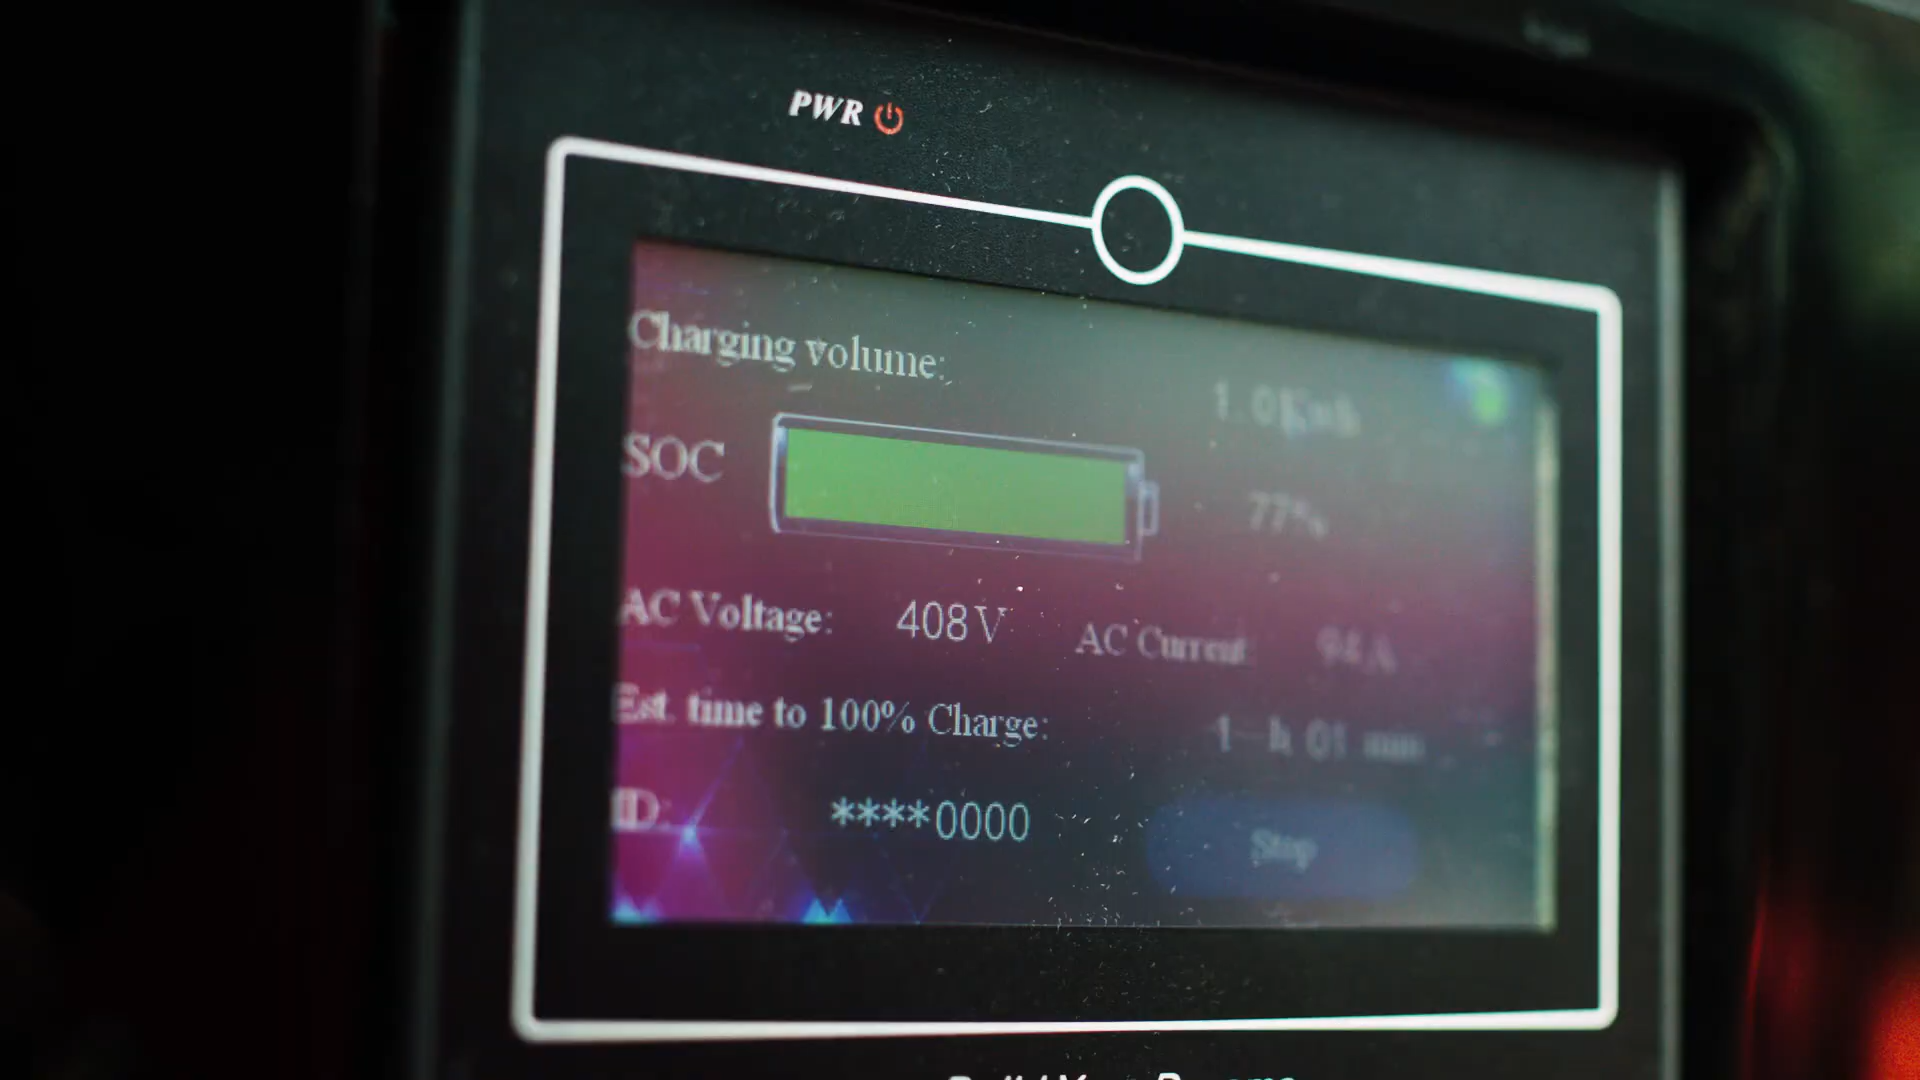 PWR
Charging volume: 1.0Kwh
SOC 77%
AC Voltage: 408V AC Current: 94A
Est. time to 100% Charge: 1 h 01 min
ID: ****0000
Stop